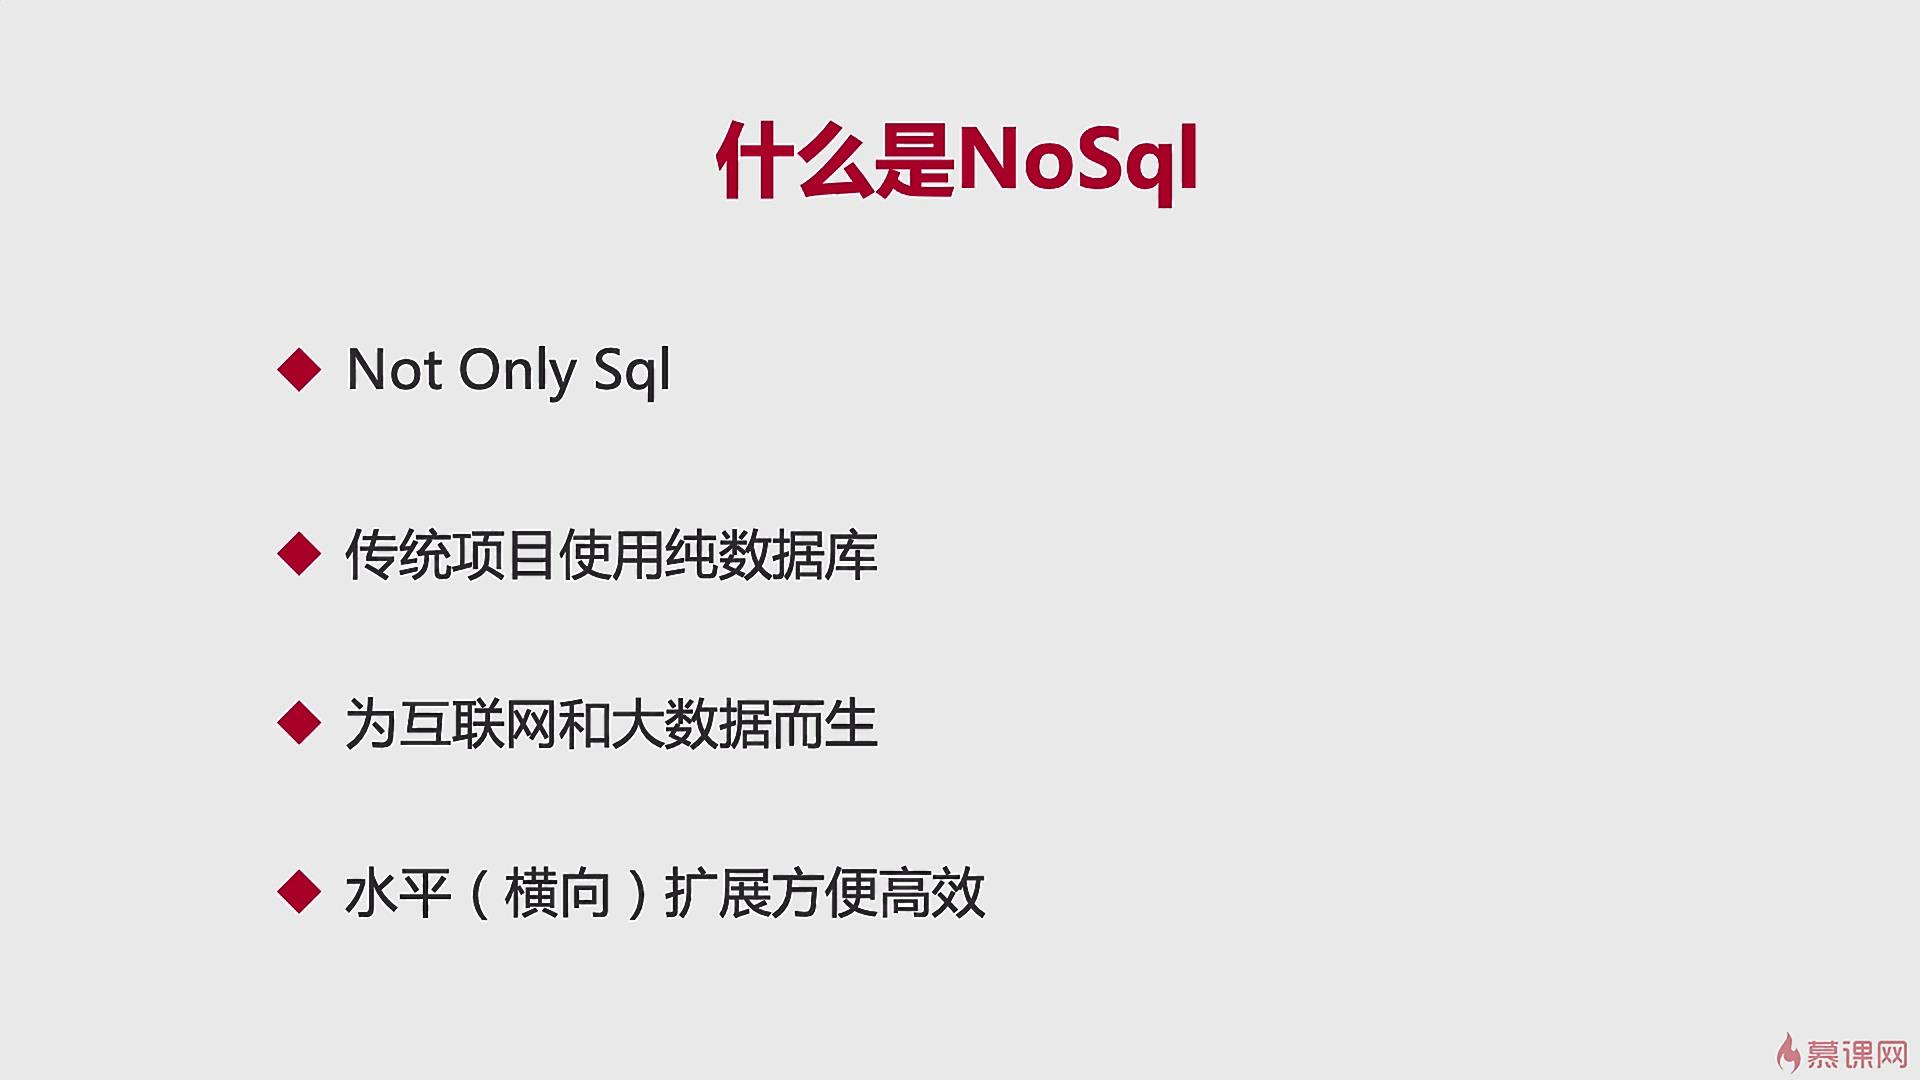 什么是NoSql
Not Only Sql
传统项目使用纯数据库
为互联网和大数据而生
水平（横向）扩展方便高效
慕课网